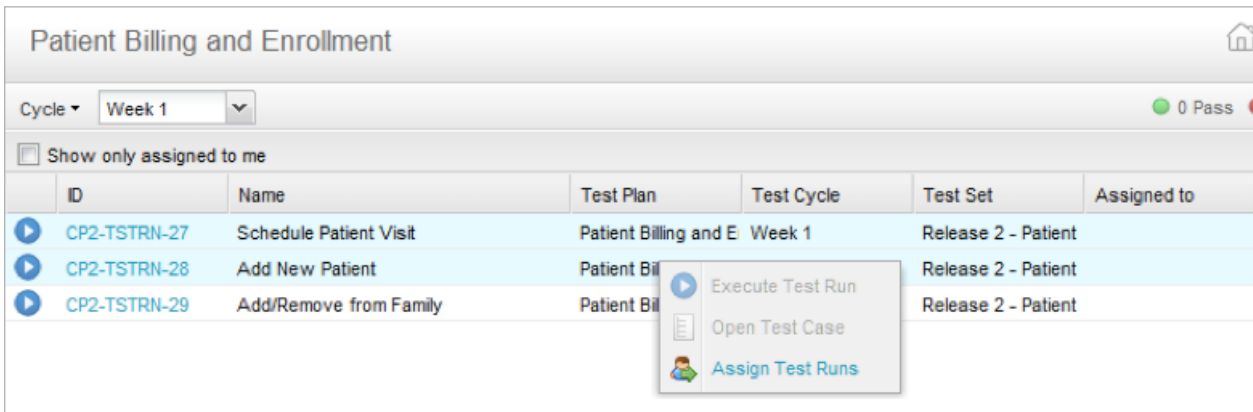 Patient Billing and Enrollment
Cycle Week 1 0 Pass
Show only assigned to me
ID Name Test Plan Test Cycle Test Set Assigned to
CP2-TSTRN-27 Schedule Patient Visit Patient Billing and E Week 1 Release 2 - Patient
CP2-TSTRN-28 Add New Patient Patient Bil Release 2 - Patient
Execute Test Run
CP2-TSTRN-29 Add/Remove from Family Patient Bil Release 2 - Patient
Open Test Case
Assign Test Runs